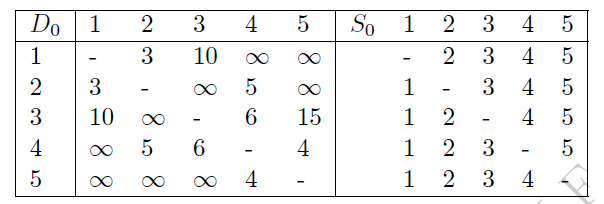 D₀ 1 2 3 4 5 S₀ 1 2 3 4 5
1 - 3 10 ∞ ∞ - 2 3 4 5
2 3 - ∞ 5 ∞ 1 - 3 4 5
3 10 ∞ - 6 15 1 2 - 4 5
4 ∞ 5 6 - 4 1 2 3 - 5
5 ∞ ∞ ∞ 4 - 1 2 3 4 -
E